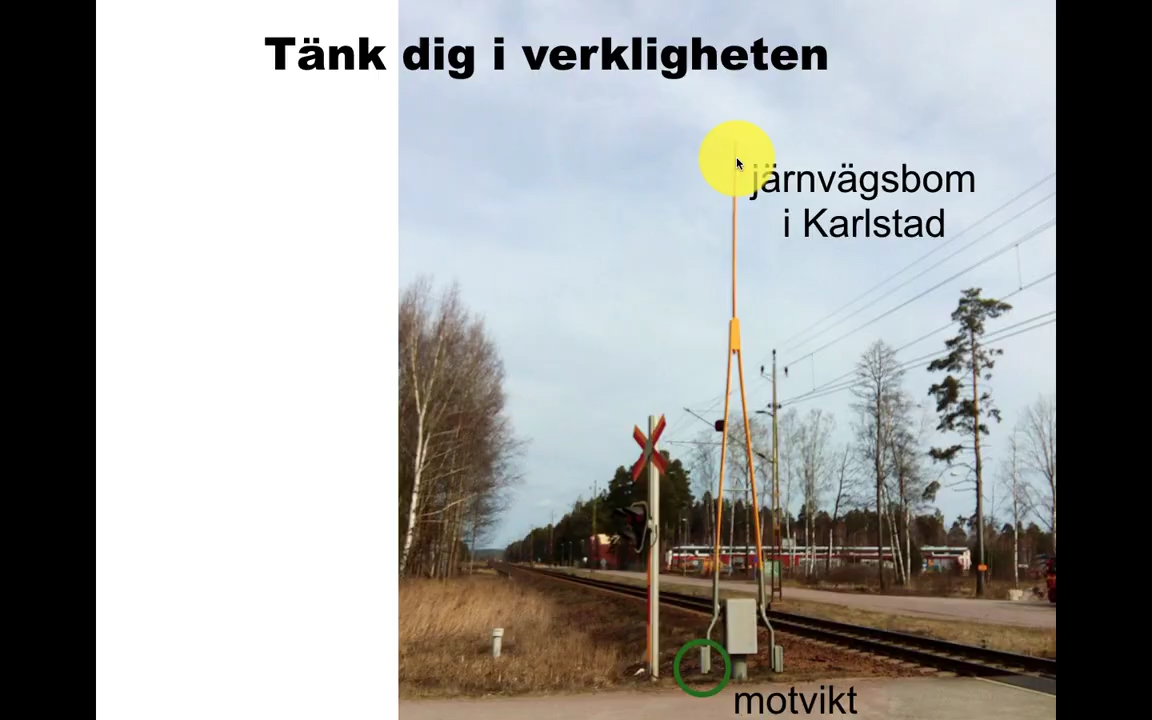 Tänk dig i verkligheten
järnvägsbom
i Karlstad
motvikt